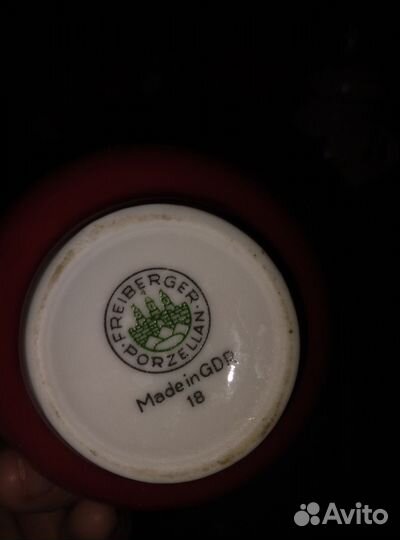 FREIBERGER
PORZELLAN
Made in GDR
18
Avito